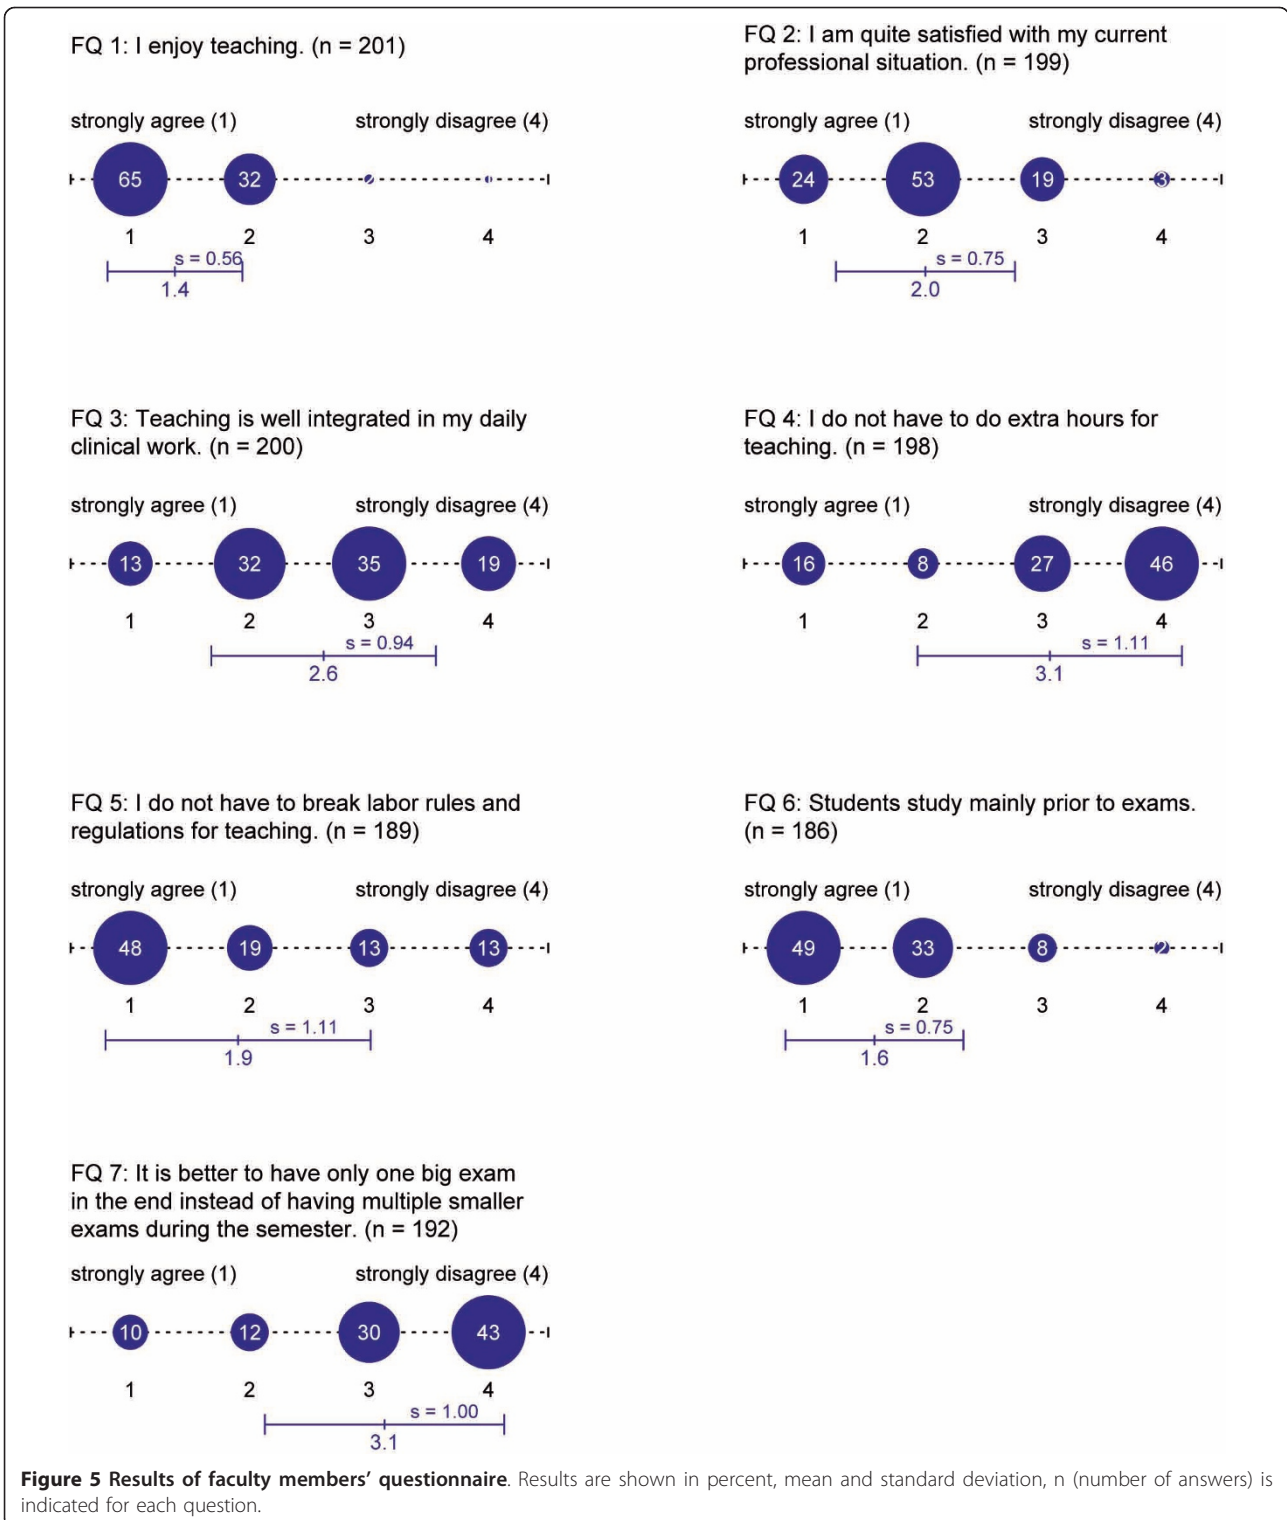 FQ 1: I enjoy teaching. (n = 201)
strongly agree (1) strongly disagree (4)
65 32 2
1 2 3 4
s = 0.56
1.4
FQ 2: I am quite satisfied with my current
professional situation. (n = 199)
strongly agree (1) strongly disagree (4)
24 53 19 3
1 2 3 4
s = 0.75
2.0
FQ 3: Teaching is well integrated in my daily
clinical work. (n = 200)
strongly agree (1) strongly disagree (4)
13 32 35 19
1 2 3 4
s = 0.94
2.6
FQ 4: I do not have to do extra hours for
teaching. (n = 198)
strongly agree (1) strongly disagree (4)
16 8 27 46
1 2 3 4
s = 1.11
3.1
FQ 5: I do not have to break labor rules and
regulations for teaching. (n = 189)
strongly agree (1) strongly disagree (4)
48 19 13 13
1 2 3 4
s = 1.11
1.9
FQ 6: Students study mainly prior to exams.
(n = 186)
strongly agree (1) strongly disagree (4)
49 33 8 2
1 2 3 4
s = 0.75
1.6
FQ 7: It is better to have only one big exam
in the end instead of having multiple smaller
exams during the semester. (n = 192)
strongly agree (1) strongly disagree (4)
10 12 30 43
1 2 3 4
s = 1.00
3.1
Figure 5 Results of faculty members' questionnaire. Results are shown in percent, mean and standard deviation, n (number of answers) is
indicated for each question.